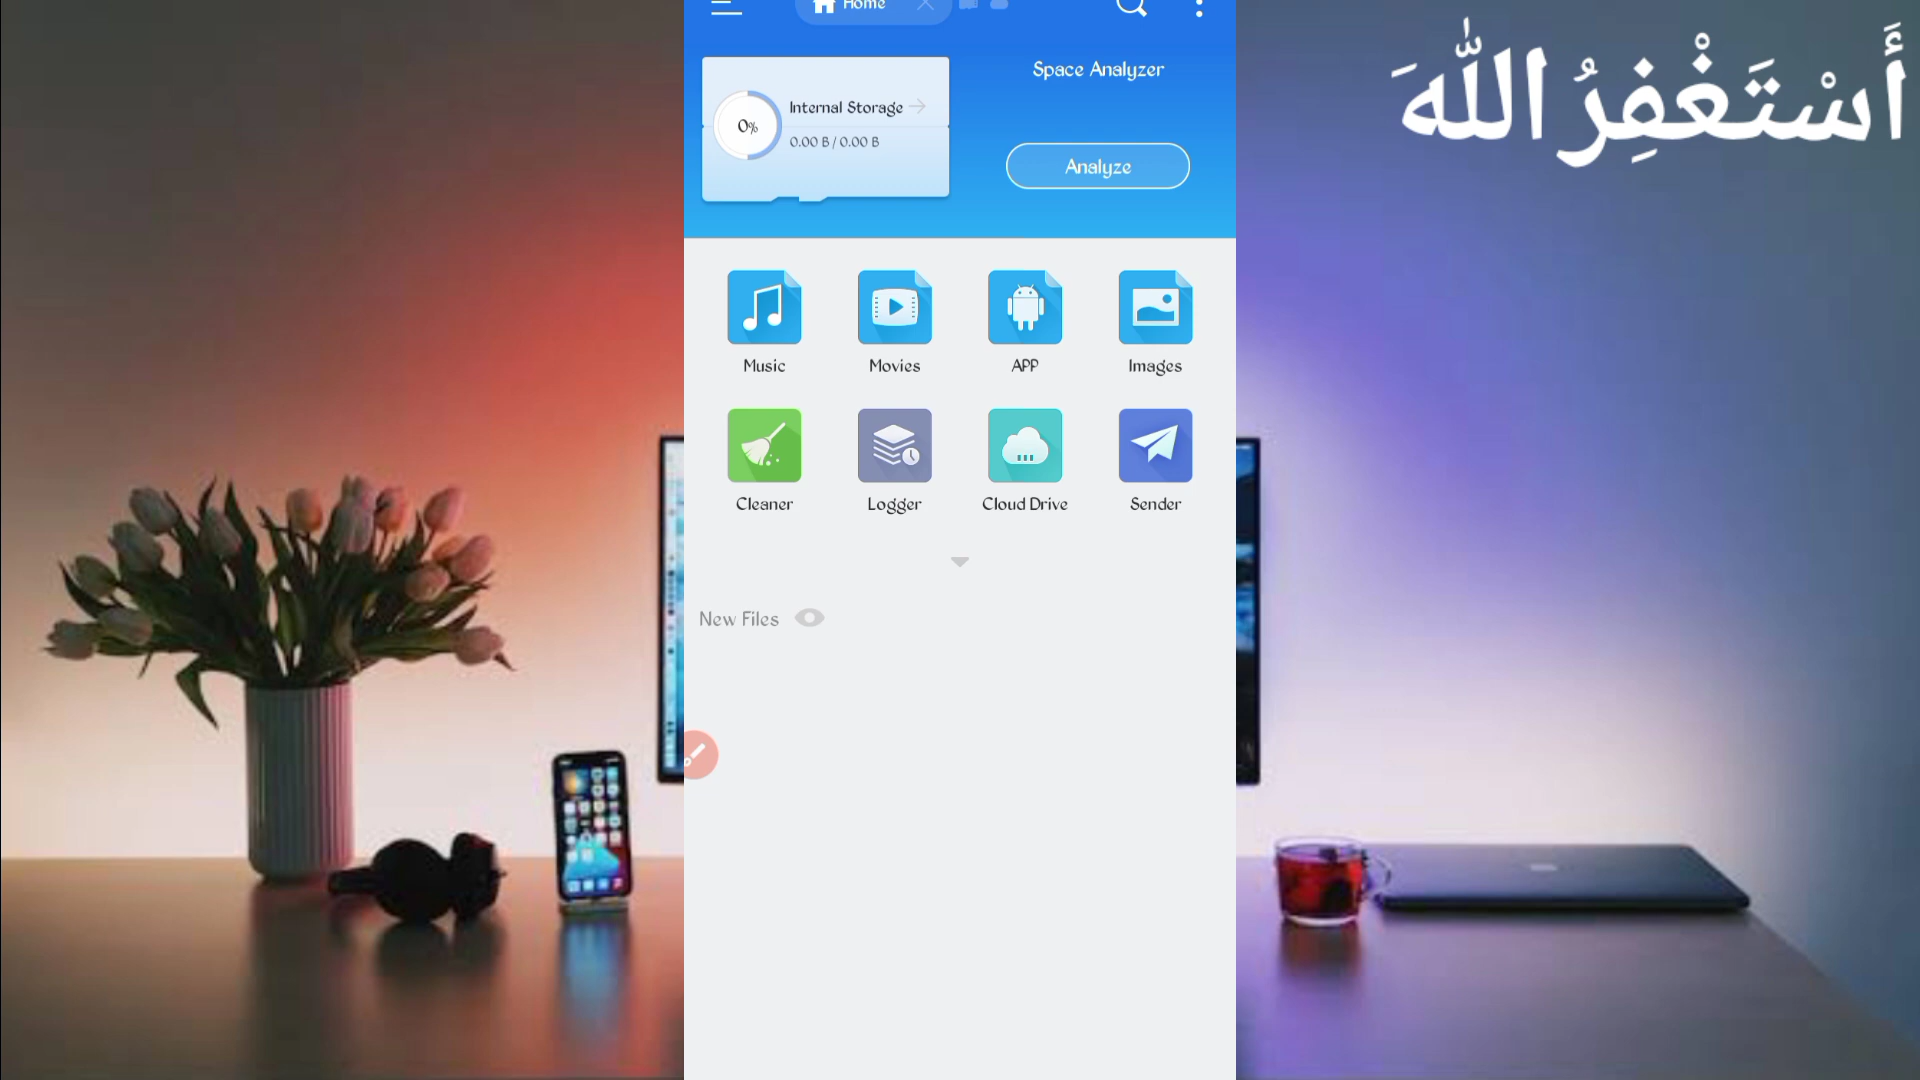 Home
Space Analyzer
Internal Storage
0%
0.00 B / 0.00 B
Analyze
Music
Movies
APP
Images
Cleaner
Logger
Cloud Drive
Sender
New Files
أَسْتَغْفِرُ اللّٰهَ